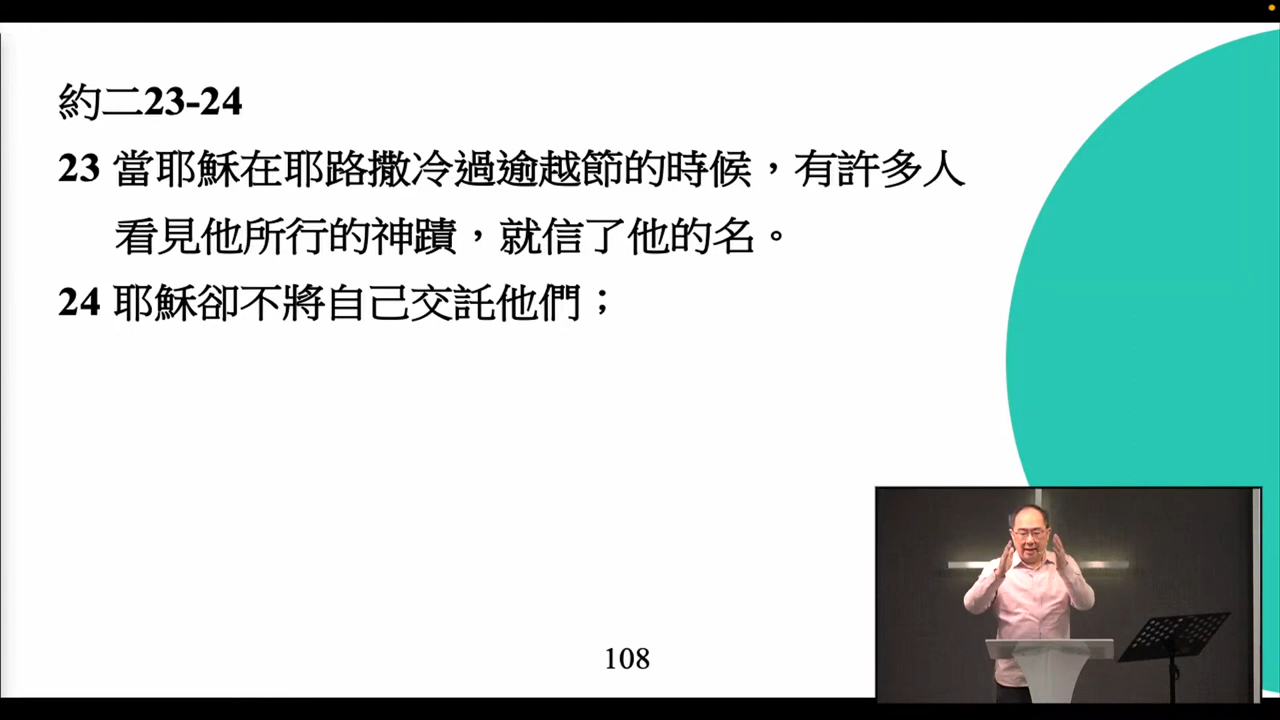 約二23-24
23 當耶穌在耶路撒冷過逾越節的時候，有許多人
看見他所行的神蹟，就信了他的名。
24 耶穌卻不將自己交託他們；
108